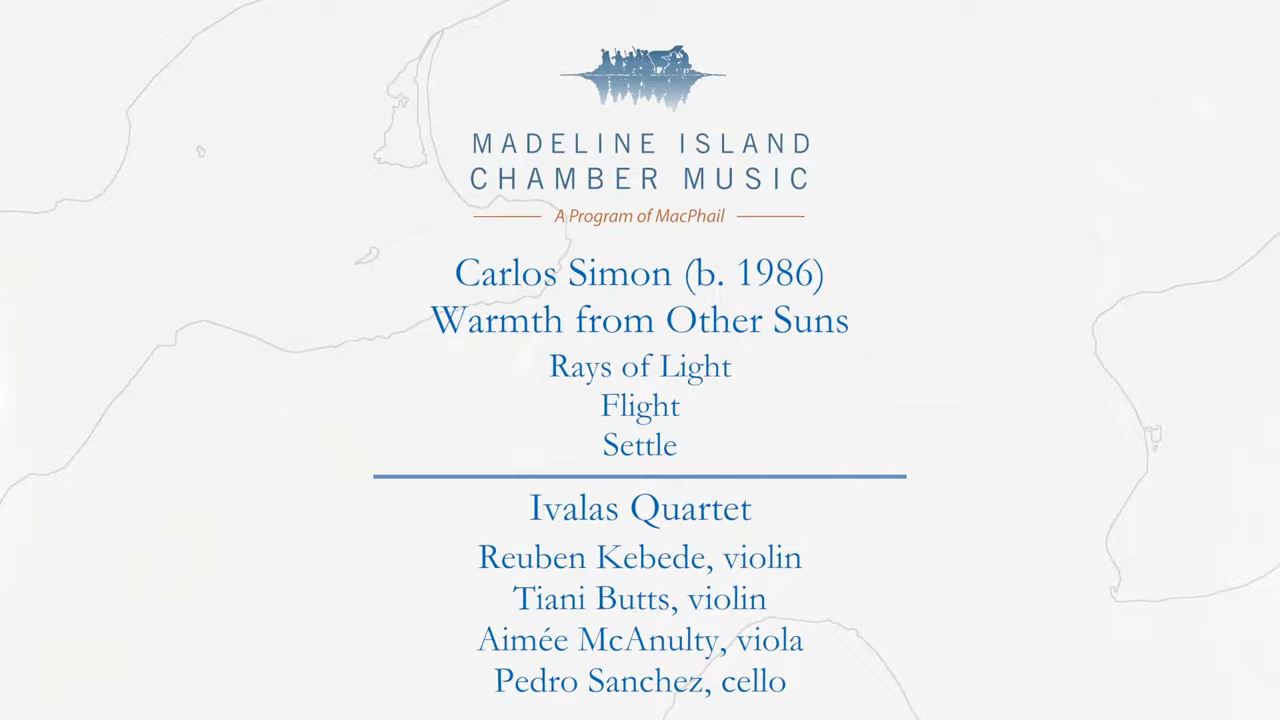 MADELINE ISLAND
CHAMBER MUSIC
A Program of MacPhail
Carlos Simon (b. 1986)
Warmth from Other Suns
Rays of Light
Flight
Settle
Ivalas Quartet
Reuben Kebede, violin
Tiani Butts, violin
Aimée McAnulty, viola
Pedro Sanchez, cello